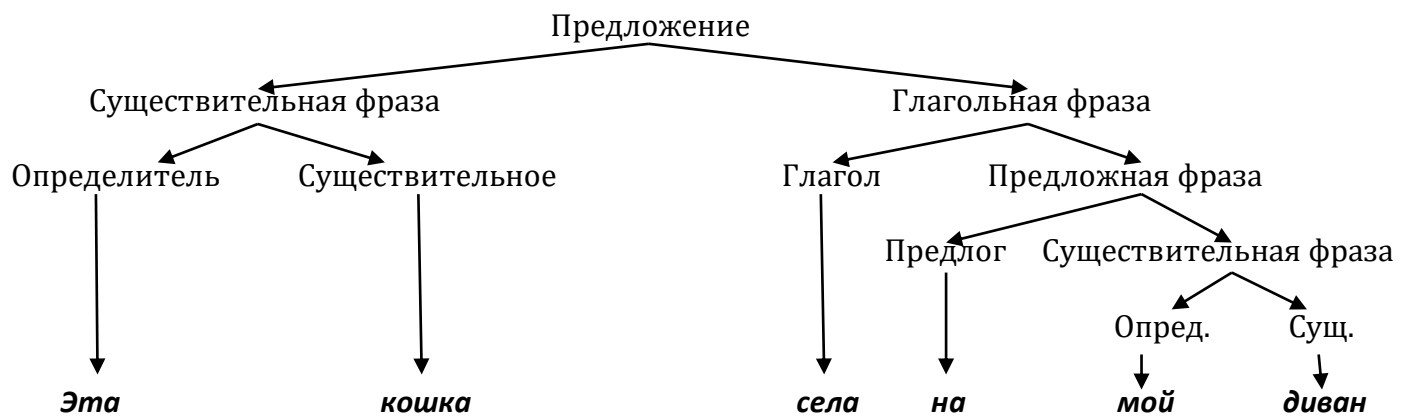 Предложение
Существительная фраза Глагольная фраза
Определитель Существительное Глагол Предложная фраза
Предлог Существительная фраза
Опред. Сущ.
Эта кошка села на мой диван